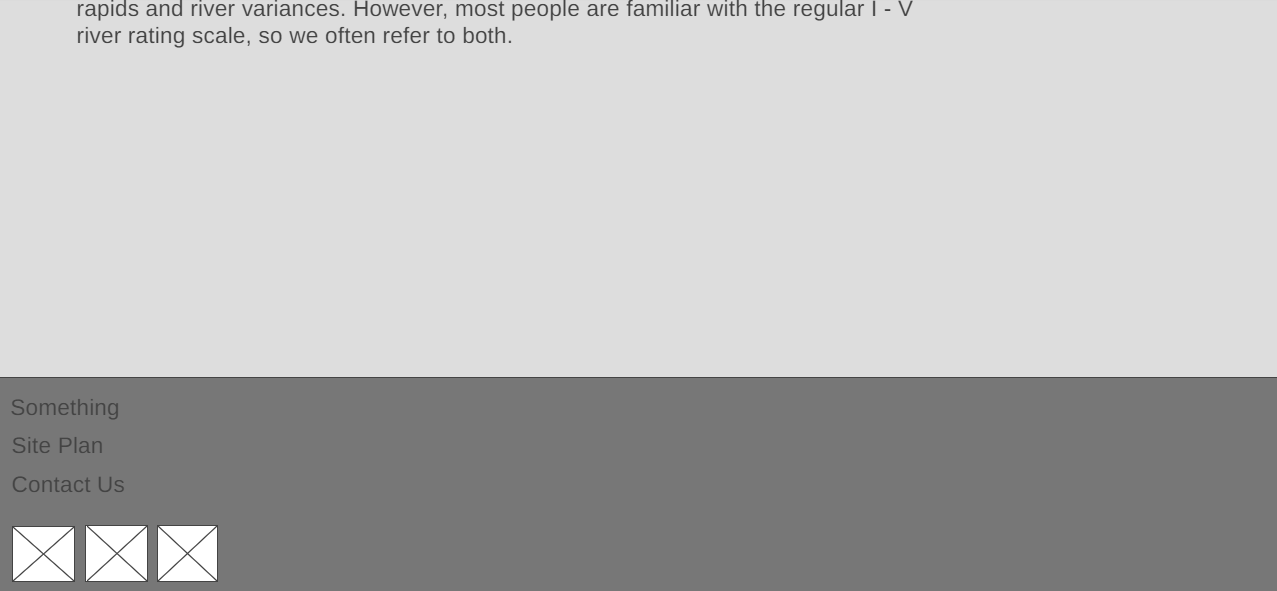 rapids and river variances. However, most people are familiar with the regular I - V
river rating scale, so we often refer to both.
Something
Site Plan
Contact Us